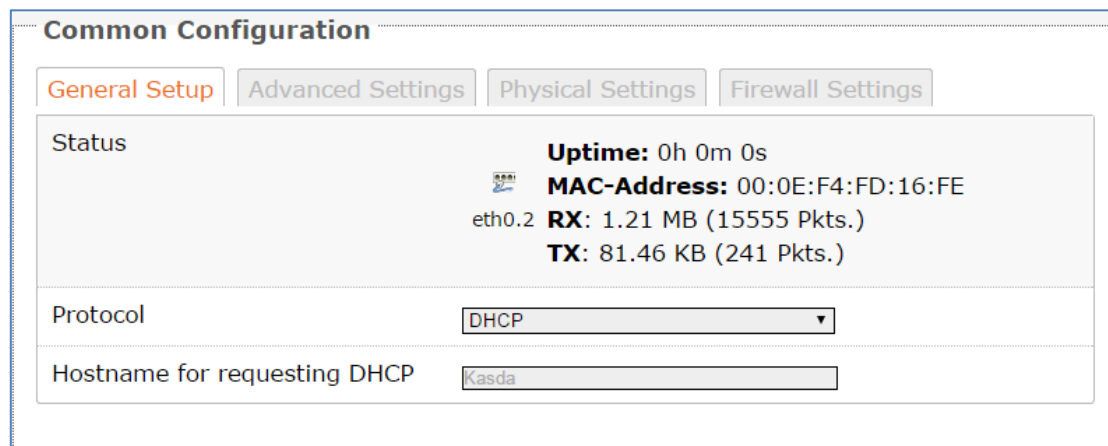 Common Configuration
General Setup Advanced Settings Physical Settings Firewall Settings
Status
Uptime: 0h 0m 0s
MAC-Address: 00:0E:F4:FD:16:FE
eth0.2 RX: 1.21 MB (15555 Pkts.)
TX: 81.46 KB (241 Pkts.)
Protocol DHCP
Hostname for requesting DHCP Kasda